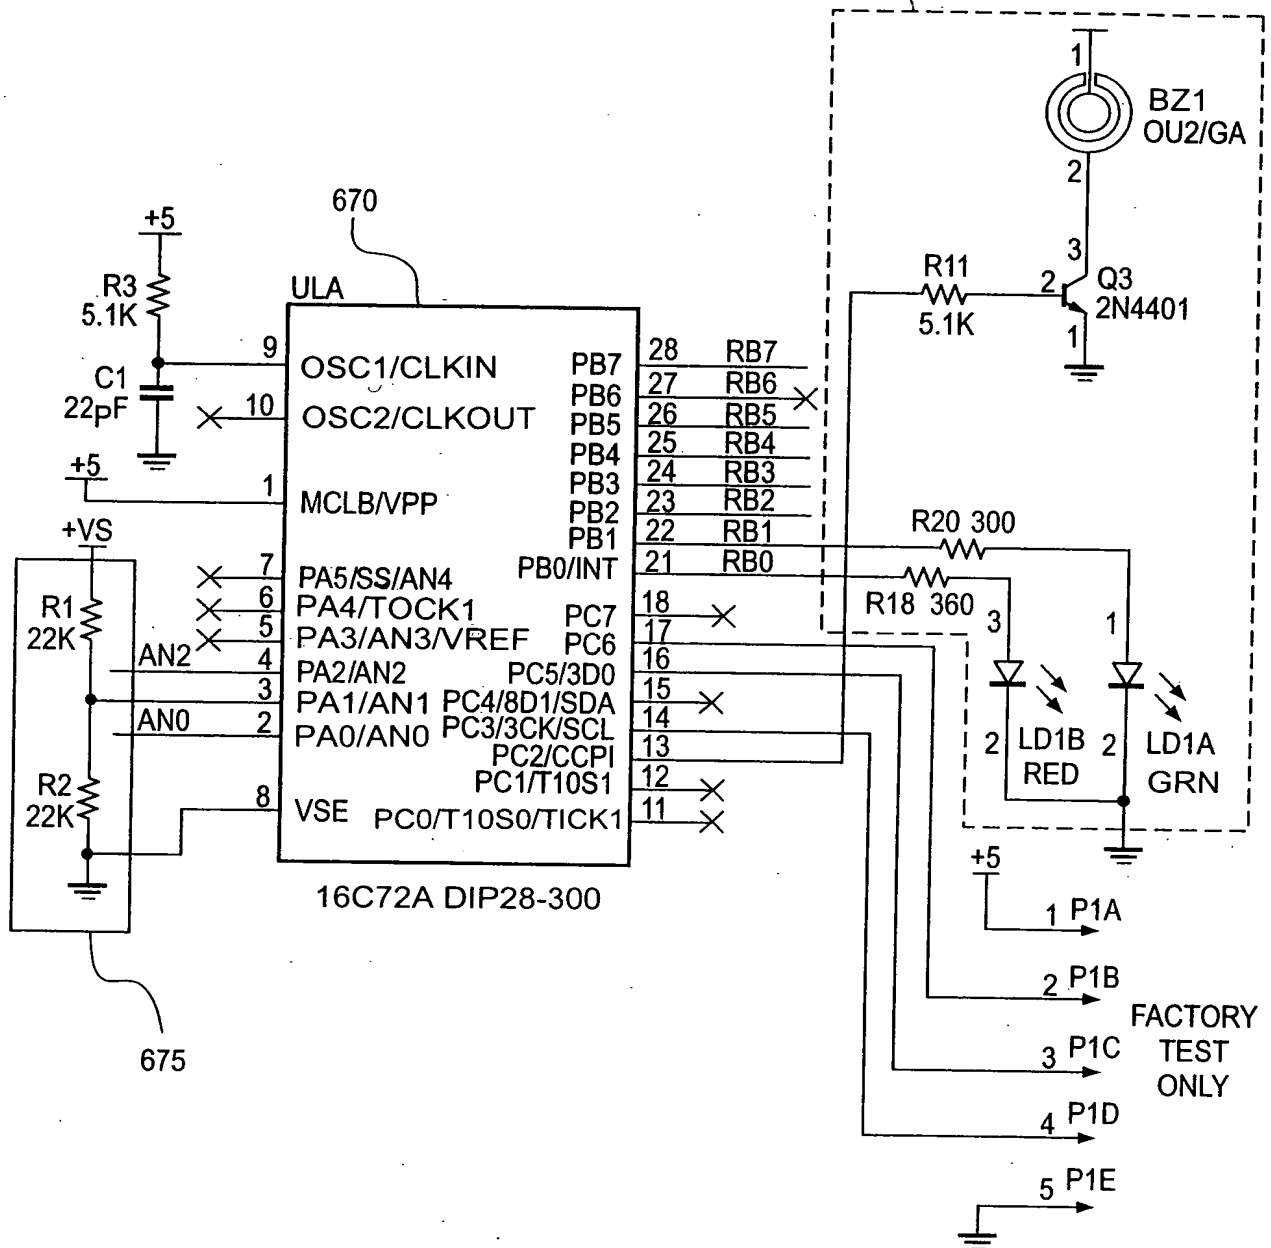 1
BZ1
OU2/GA
2
670
+5
3
R11
Q3
2
2N4401
5.1K
1
R3
5.1K
ULA
9
OSC1/CLKIN
C1
22pF
10
OSC2/CLKOUT
+5
1
MCLB/VPP
+VS
7
PA5/SS/AN4
6
PA4/TOCK1
5
PA3/AN3/VREF
R1
22K
AN2
4
PA2/AN2
3
PA1/AN1
AN0
2
PA0/AN0
R2
22K
8
VSE
PB7 28 RB7
PB6 27 RB6
PB5 26 RB5
PB4 25 RB4
PB3 24 RB3
PB2 23 RB2
PB1 22 RB1
PB0/INT 21 RB0
PC7 18
PC6 17
PC5/3D0 16
PC4/8D1/SDA 15
PC3/3CK/SCL 14
PC2/CCPI 13
PC1/T10S1 12
PC0/T10S0/TICK1 11
16C72A DIP28-300
675
R20 300
R18 360
3
1
2
LD1B
RED
2
LD1A
GRN
+5
1 P1A
2 P1B
3 P1C
4 P1D
5 P1E
FACTORY
TEST
ONLY